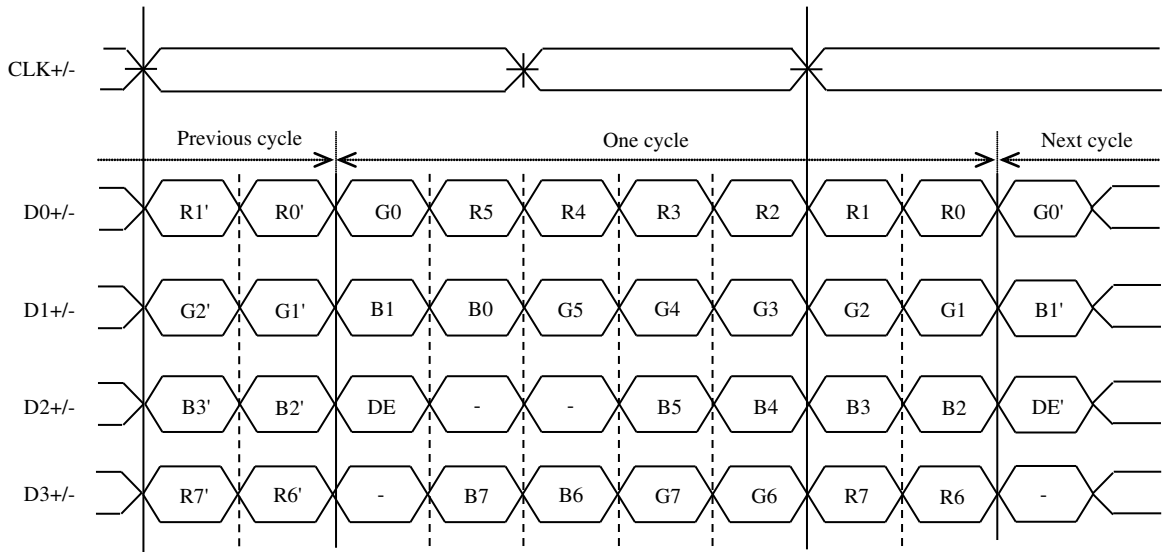 CLK+/-
Previous cycle One cycle Next cycle
D0+/- R1' R0' G0 R5 R4 R3 R2 R1 R0 G0'
D1+/- G2' G1' B1 B0 G5 G4 G3 G2 G1 B1'
D2+/- B3' B2' DE - - B5 B4 B3 B2 DE'
D3+/- R7' R6' - B7 B6 G7 G6 R7 R6 -